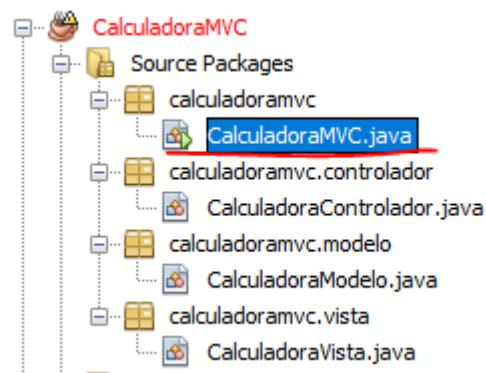 CalculadoraMVC
Source Packages
calculadoramvc
CalculadoraMVC.java
calculadoramvc.controlador
CalculadoraControlador.java
calculadoramvc.modelo
CalculadoraModelo.java
calculadoramvc.vista
CalculadoraVista.java